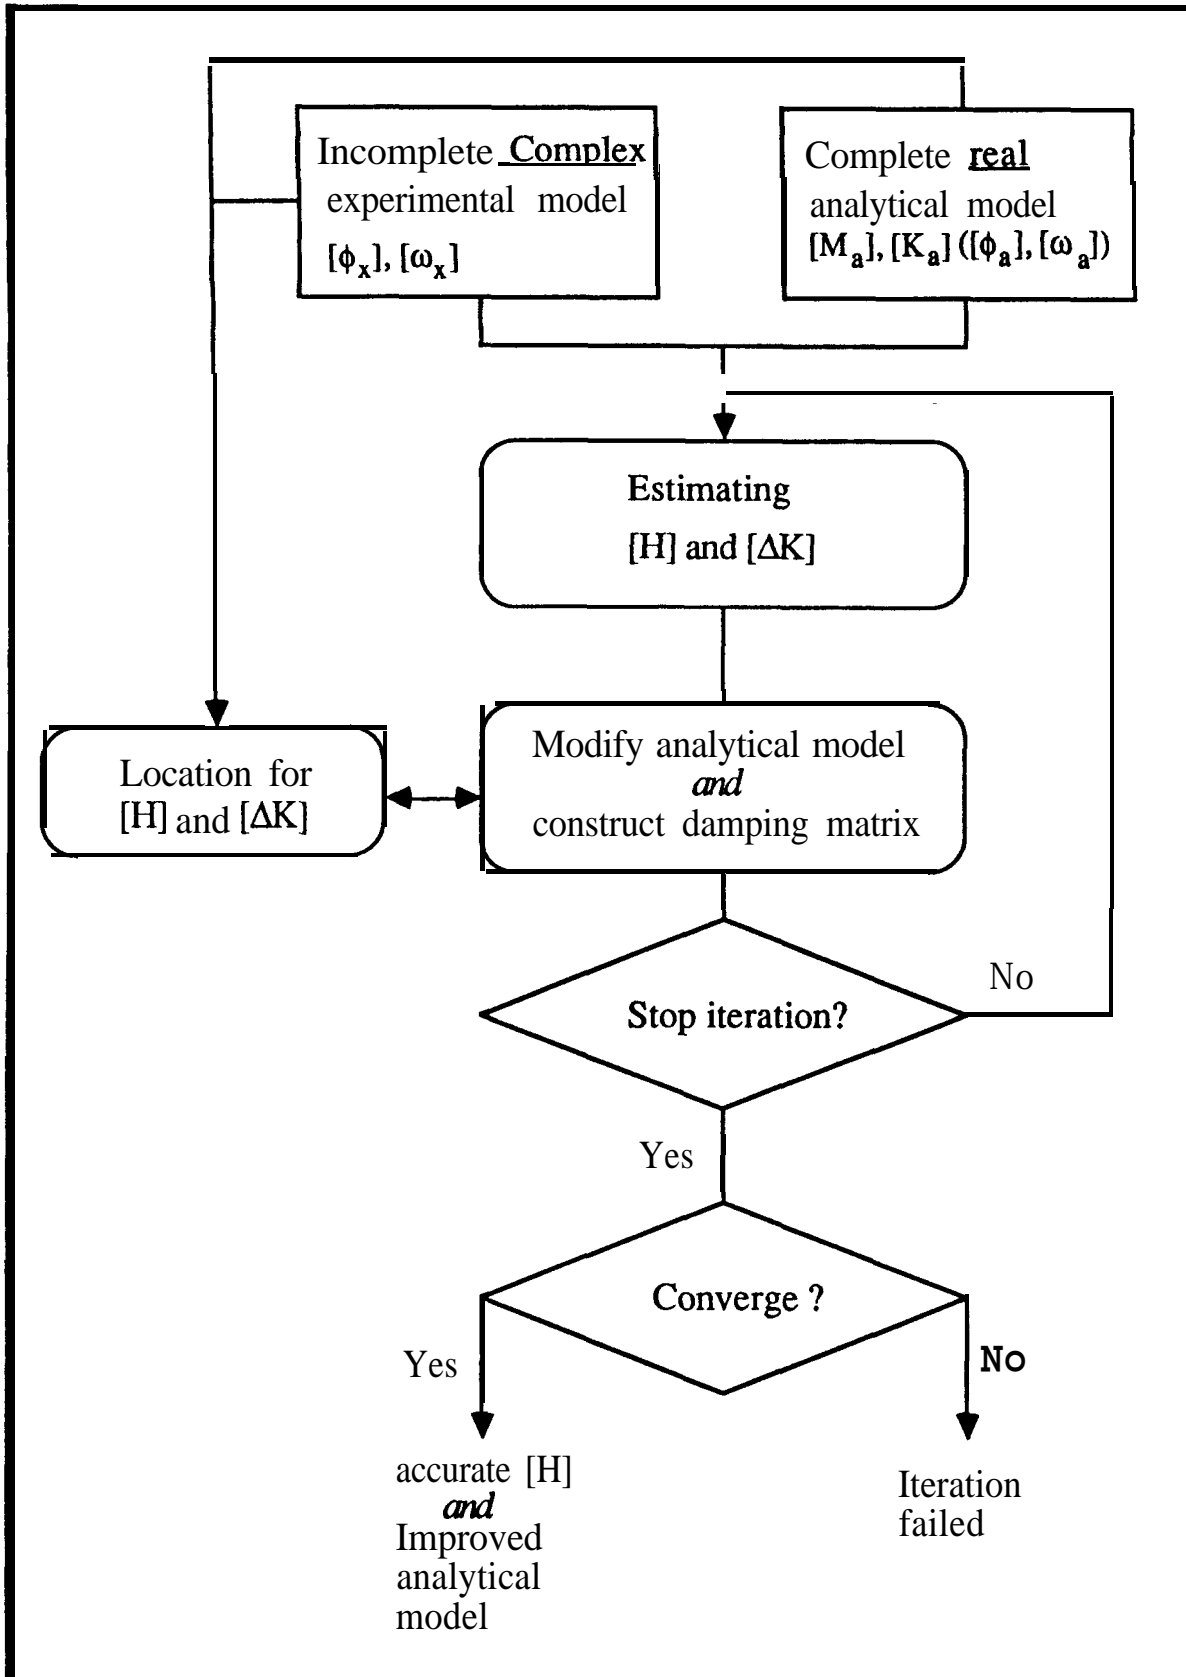 Incomplete Complex
experimental model
[ϕx], [ωx]
Complete real
analytical model
[Ma], [Ka] ([ϕa], [ωa])
Estimating
[H] and [ΔK]
Location for
[H] and [ΔK]
Modify analytical model
and
construct damping matrix
Stop iteration?
No
Yes
Converge ?
Yes
No
accurate [H]
and
Improved
analytical
model
Iteration
failed